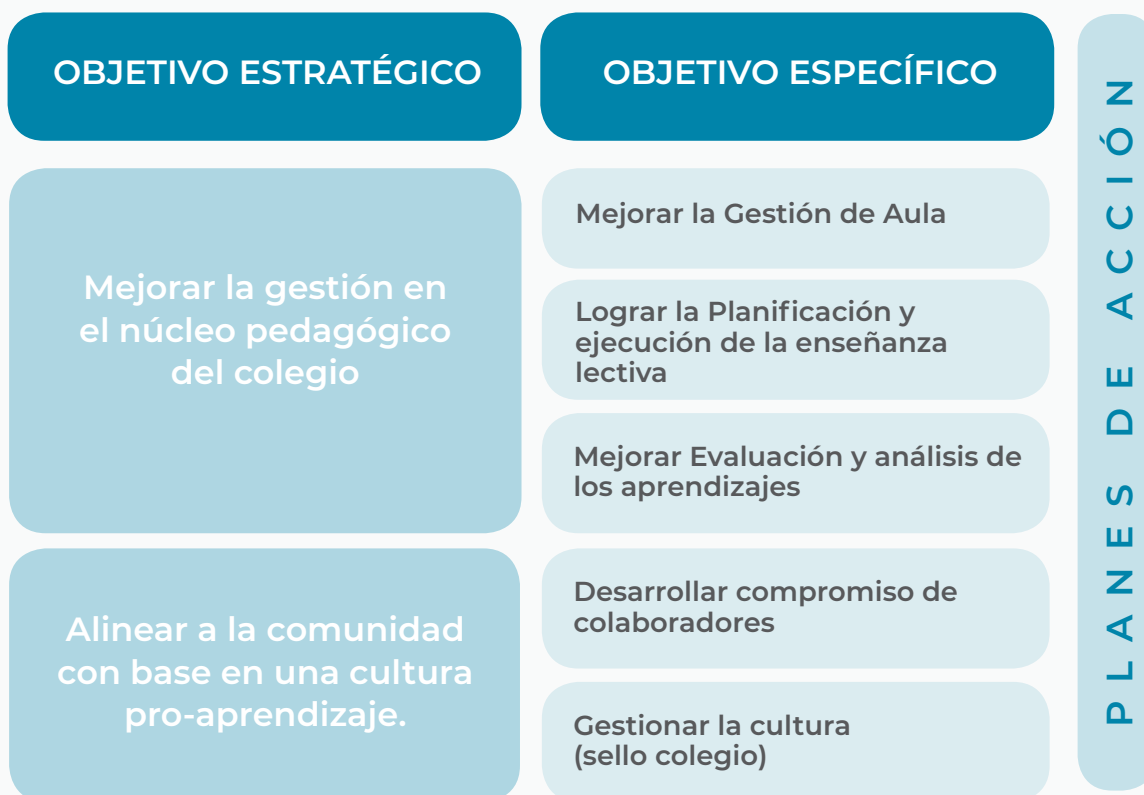 OBJETIVO ESTRATÉGICO
OBJETIVO ESPECÍFICO
Mejorar la gestión en
el núcleo pedagógico
del colegio
Mejorar la Gestión de Aula
Lograr la Planificación y
ejecución de la enseñanza
lectiva
Mejorar Evaluación y análisis de
los aprendizajes
Alinear a la comunidad
con base en una cultura
pro-aprendizaje.
Desarrollar compromiso de
colaboradores
Gestionar la cultura
(sello colegio)
PLANES DE ACCIÓN